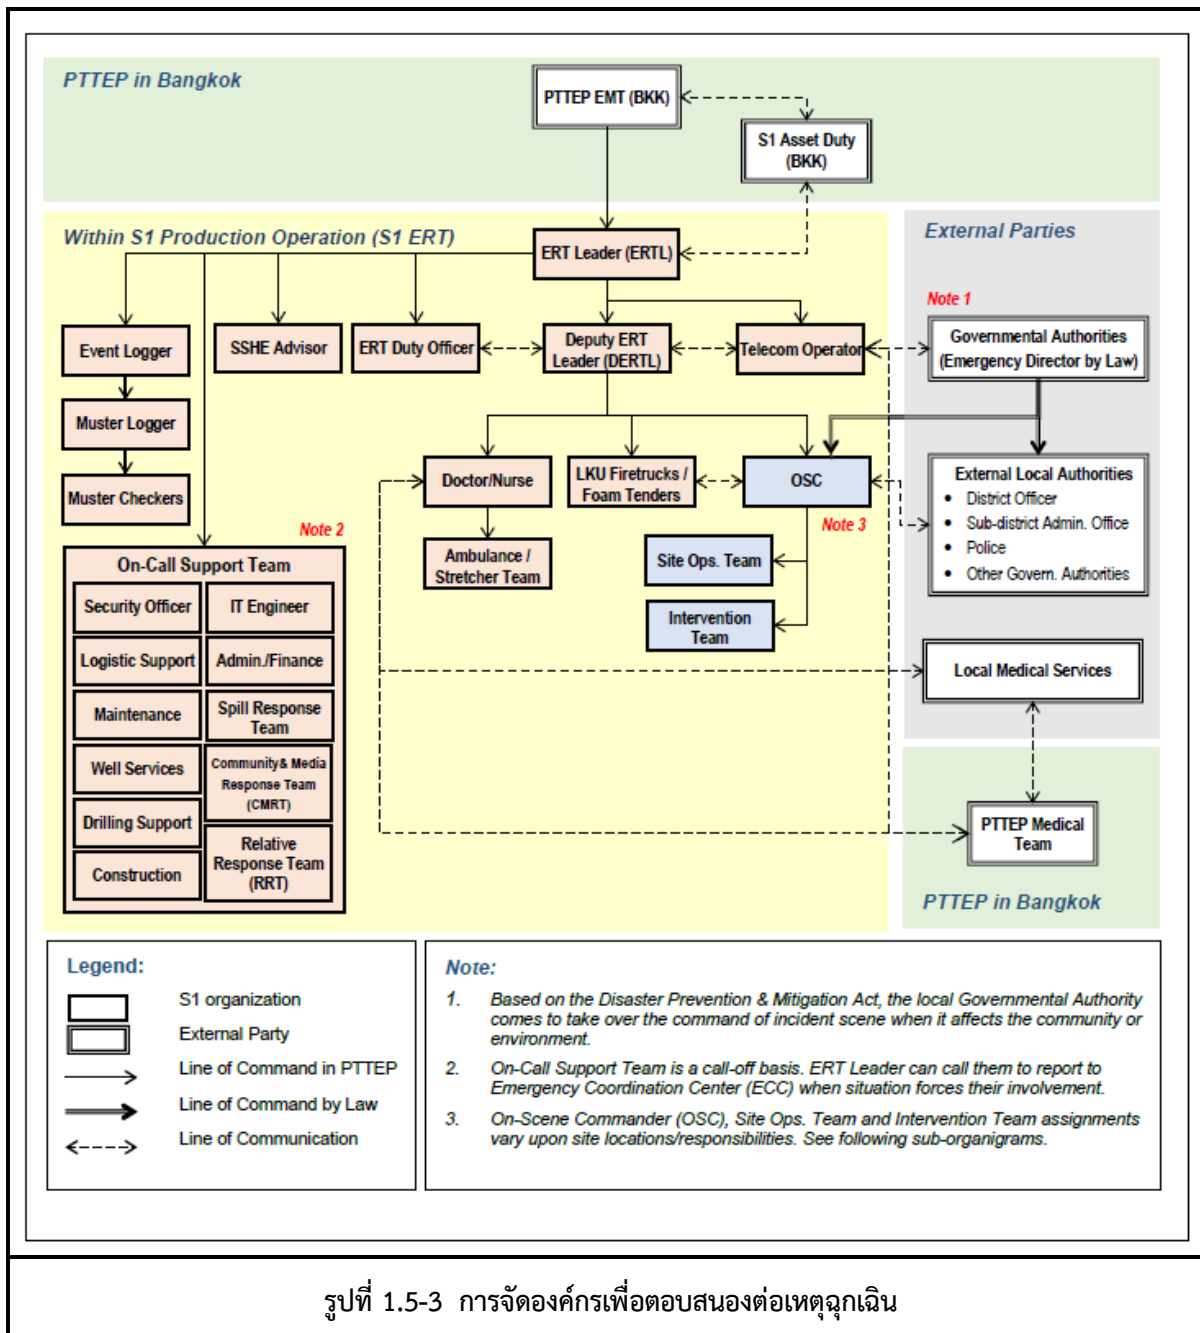 PTTEP in Bangkok
PTTEP EMT (BKK)
S1 Asset Duty
(BKK)
Within S1 Production Operation (S1 ERT)
External Parties
ERT Leader (ERTL)
Note 1
Event Logger
SSHE Advisor
ERT Duty Officer
Deputy ERT
Leader (DERTL)
Telecom Operator
Governmental Authorities
(Emergency Director by Law)
Muster Logger
Muster Checkers
Doctor/Nurse
LKU Firetrucks /
Foam Tenders
OSC
External Local Authorities
• District Officer
• Sub-district Admin. Office
• Police
• Other Govern. Authorities
Note 2
Note 3
On-Call Support Team
Ambulance /
Stretcher Team
Site Ops. Team
Intervention
Team
Security Officer
IT Engineer
Logistic Support
Admin./Finance
Local Medical Services
Maintenance
Spill Response
Team
Well Services
Community& Media
Response Team
(CMRT)
Drilling Support
Relative
Response Team
(RRT)
Construction
PTTEP Medical
Team
PTTEP in Bangkok
Legend:
S1 organization
External Party
Line of Command in PTTEP
Line of Command by Law
Line of Communication
Note:
1. Based on the Disaster Prevention & Mitigation Act, the local Governmental Authority
comes to take over the command of incident scene when it affects the community or
environment.
2. On-Call Support Team is a call-off basis. ERT Leader can call them to report to
Emergency Coordination Center (ECC) when situation forces their involvement.
3. On-Scene Commander (OSC), Site Ops. Team and Intervention Team assignments
vary upon site locations/responsibilities. See following sub-organigrams.
รูปที่ 1.5-3 การจัดองค์กรเพื่อตอบสนองต่อเหตุฉุกเฉิน